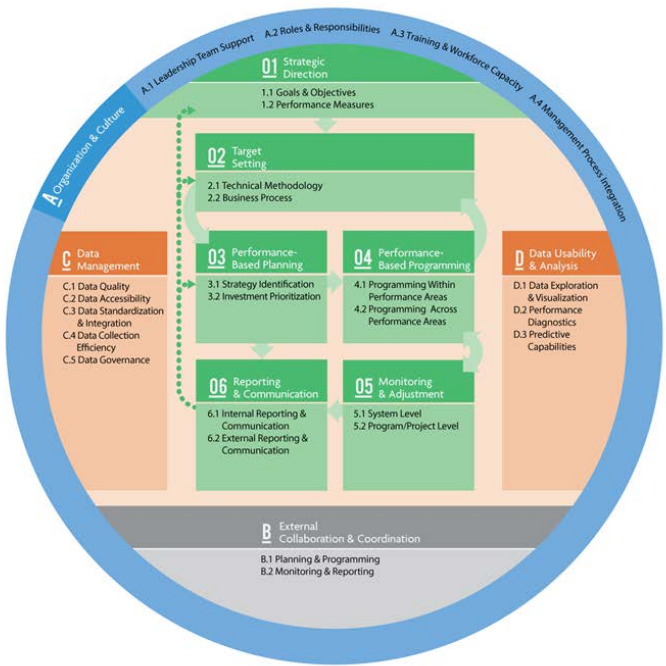 A Organization & Culture
A.1 Leadership Team Support
A.2 Roles & Responsibilities
A.3 Training & Workforce Capacity
A.4 Management Process Integration
01 Strategic
Direction
1.1 Goals & Objectives
1.2 Performance Measures
02 Target
Setting
2.1 Technical Methodology
2.2 Business Process
C Data
Management
C.1 Data Quality
C.2 Data Accessibility
C.3 Data Standardization
& Integration
C.4 Data Collection
Efficiency
C.5 Data Governance
03 Performance-
Based Planning
3.1 Strategy Identification
3.2 Investment Prioritization
04 Performance-
Based Programming
4.1 Programming Within
Performance Areas
4.2 Programming Across
Performance Areas
D Data Usability
& Analysis
D.1 Data Exploration
& Visualization
D.2 Performance
Diagnostics
D.3 Predictive
Capabilities
06 Reporting
& Communication
6.1 Internal Reporting &
Communication
6.2 External Reporting &
Communication
05 Monitoring
& Adjustment
5.1 System Level
5.2 Program/Project Level
B External
Collaboration & Coordination
B.1 Planning & Programming
B.2 Monitoring & Reporting